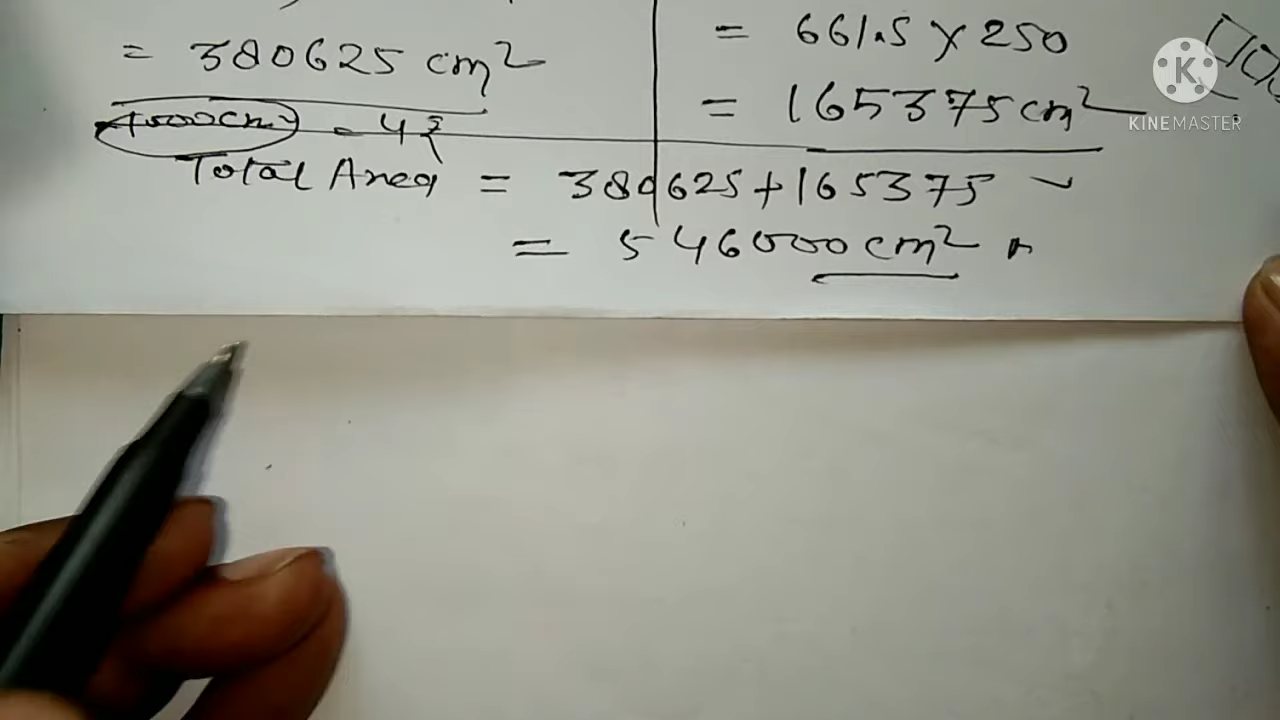 = 380625 cm²
= 661.5 × 250
= 165375 cm²
Total Area = 380625 + 165375
= 546000 cm²
KINEMASTER